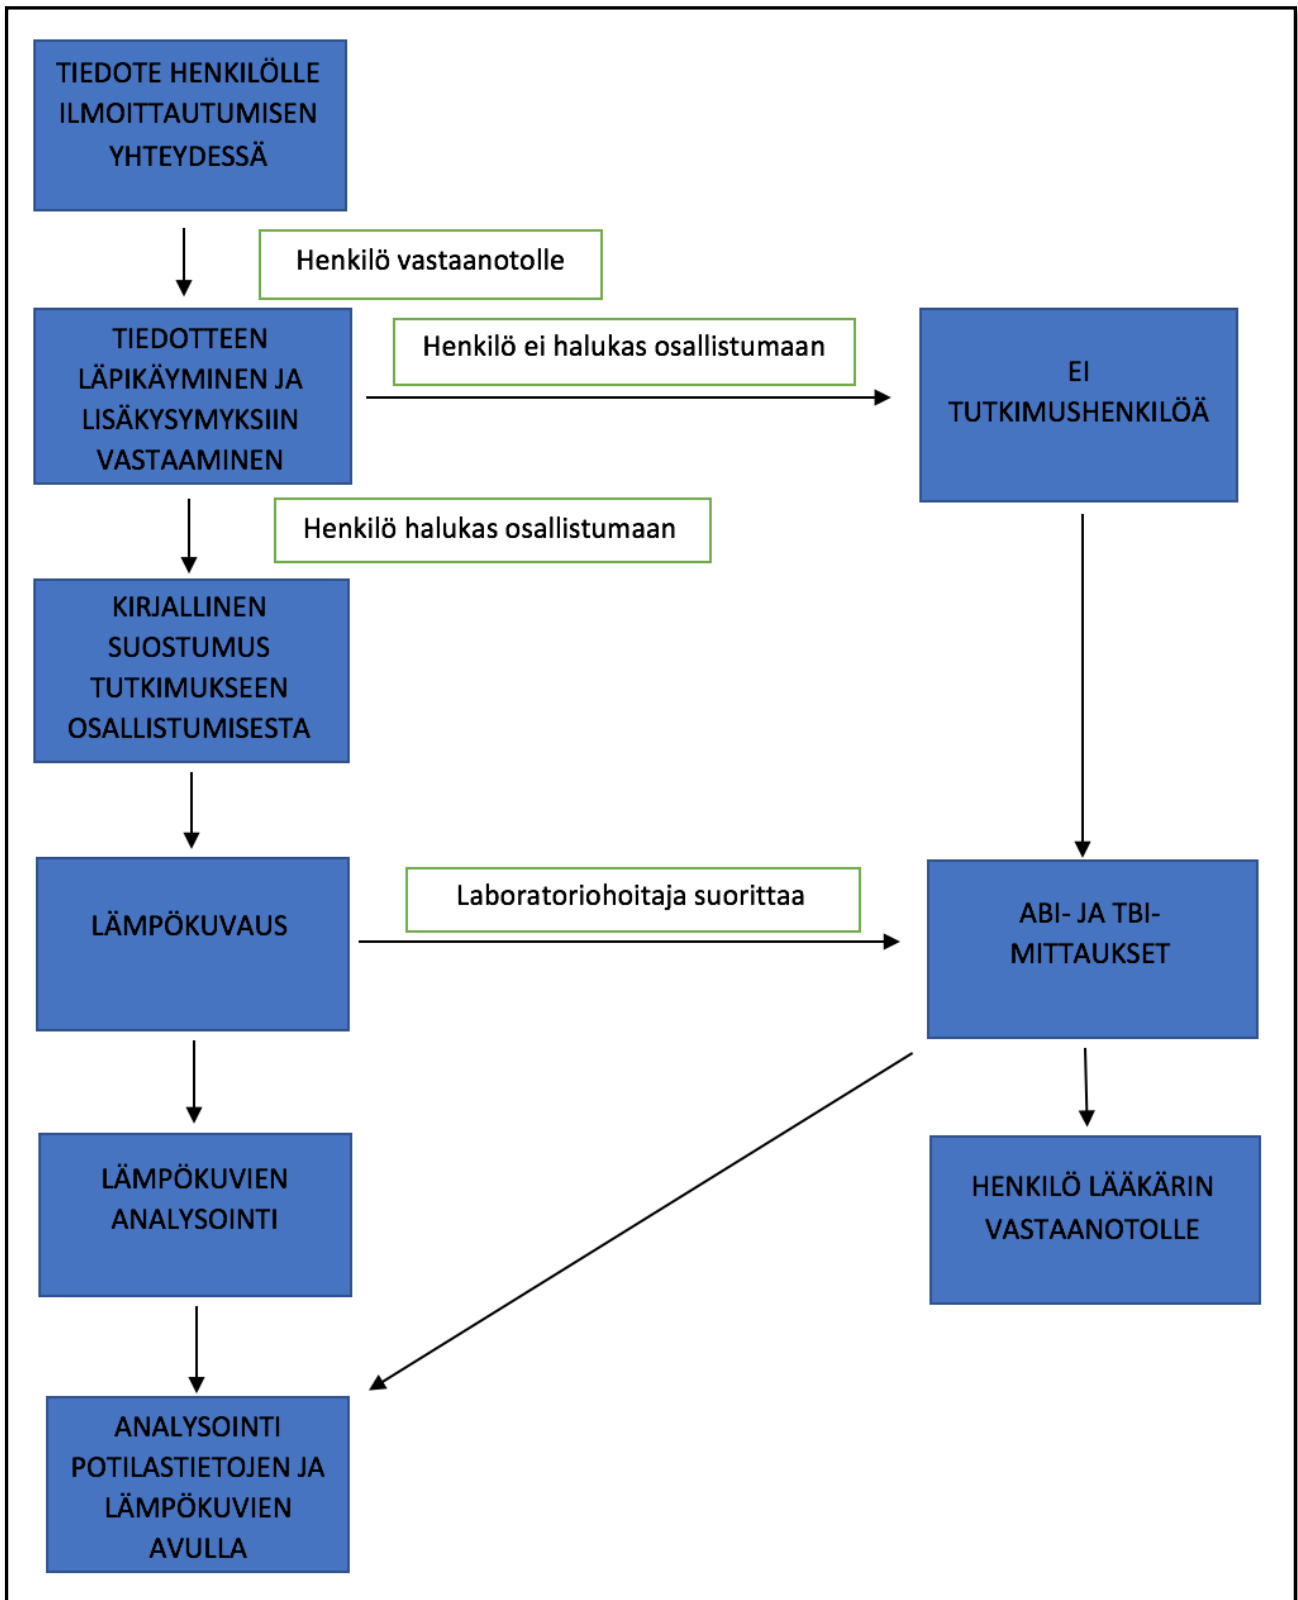 TIEDOTE HENKILÖLLE
ILMOITTAUTUMISEN
YHTEYDESSÄ
Henkilö vastaanotolle
TIEDOTTEEN
LÄPIKÄYMINEN JA
LISÄKYSYMYKSIIN
VASTAAMINEN
Henkilö ei halukas osallistumaan
EI
TUTKIMUSHENKILÖÄ
Henkilö halukas osallistumaan
KIRJALLINEN
SUOSTUMUS
TUTKIMUKSEEN
OSALLISTUMISESTA
LÄMPÖKUVAUS
Laboratoriohoitaja suorittaa
ABI- JA TBI-
MITTAUKSET
LÄMPÖKUVIEN
ANALYSOINTI
HENKILÖ LÄÄKÄRIN
VASTAANOTOLLE
ANALYSOINTI
POTILASTIETOJEN JA
LÄMPÖKUVIEN
AVULLA